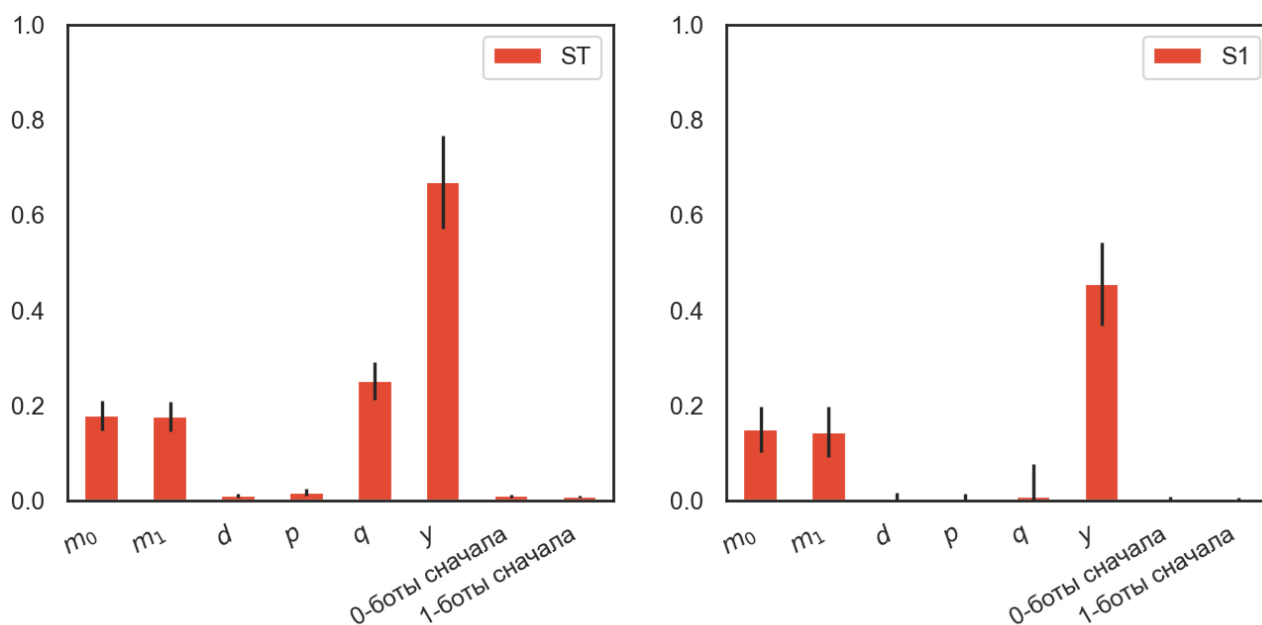 1.0
0.8
0.6
0.4
0.2
0.0
ST
m₀
m₁
d
p
q
y
0-боты сначала
1-боты сначала
1.0
0.8
0.6
0.4
0.2
0.0
S1
m₀
m₁
d
p
q
y
0-боты сначала
1-боты сначала